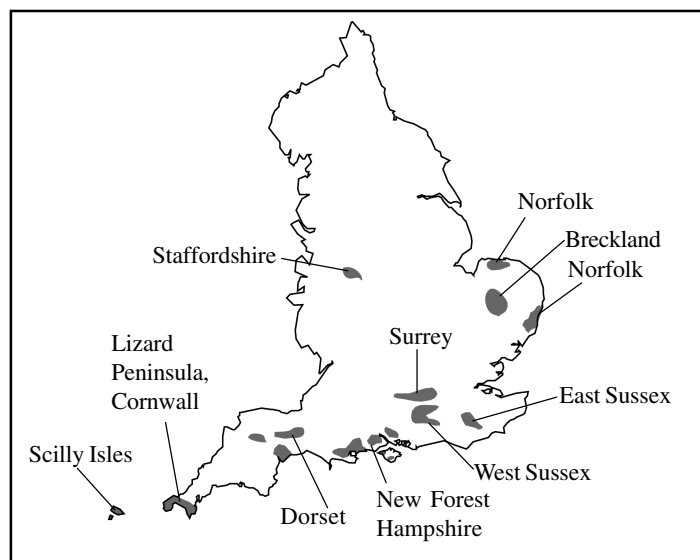 Norfolk
Breckland
Norfolk
Staffordshire
Surrey
Lizard
Peninsula,
Cornwall
East Sussex
Scilly Isles
West Sussex
New Forest
Hampshire
Dorset